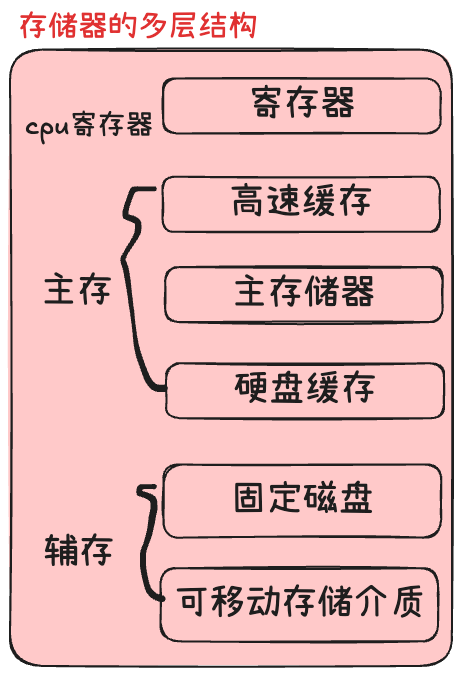 存储器的多层结构
cpu寄存器
寄存器
主存
高速缓存
主存储器
硬盘缓存
辅存
固定磁盘
可移动存储介质